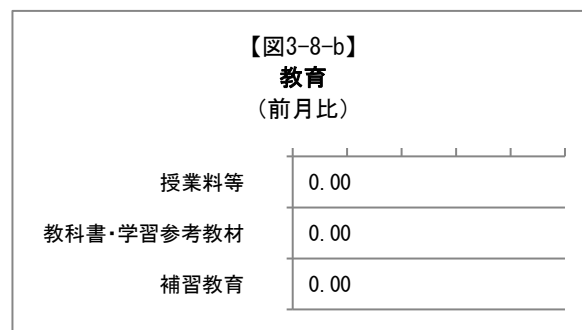 【図3-8-b】
教育
（前月比）
授業料等 0.00
教科書・学習参考教材 0.00
補習教育 0.00